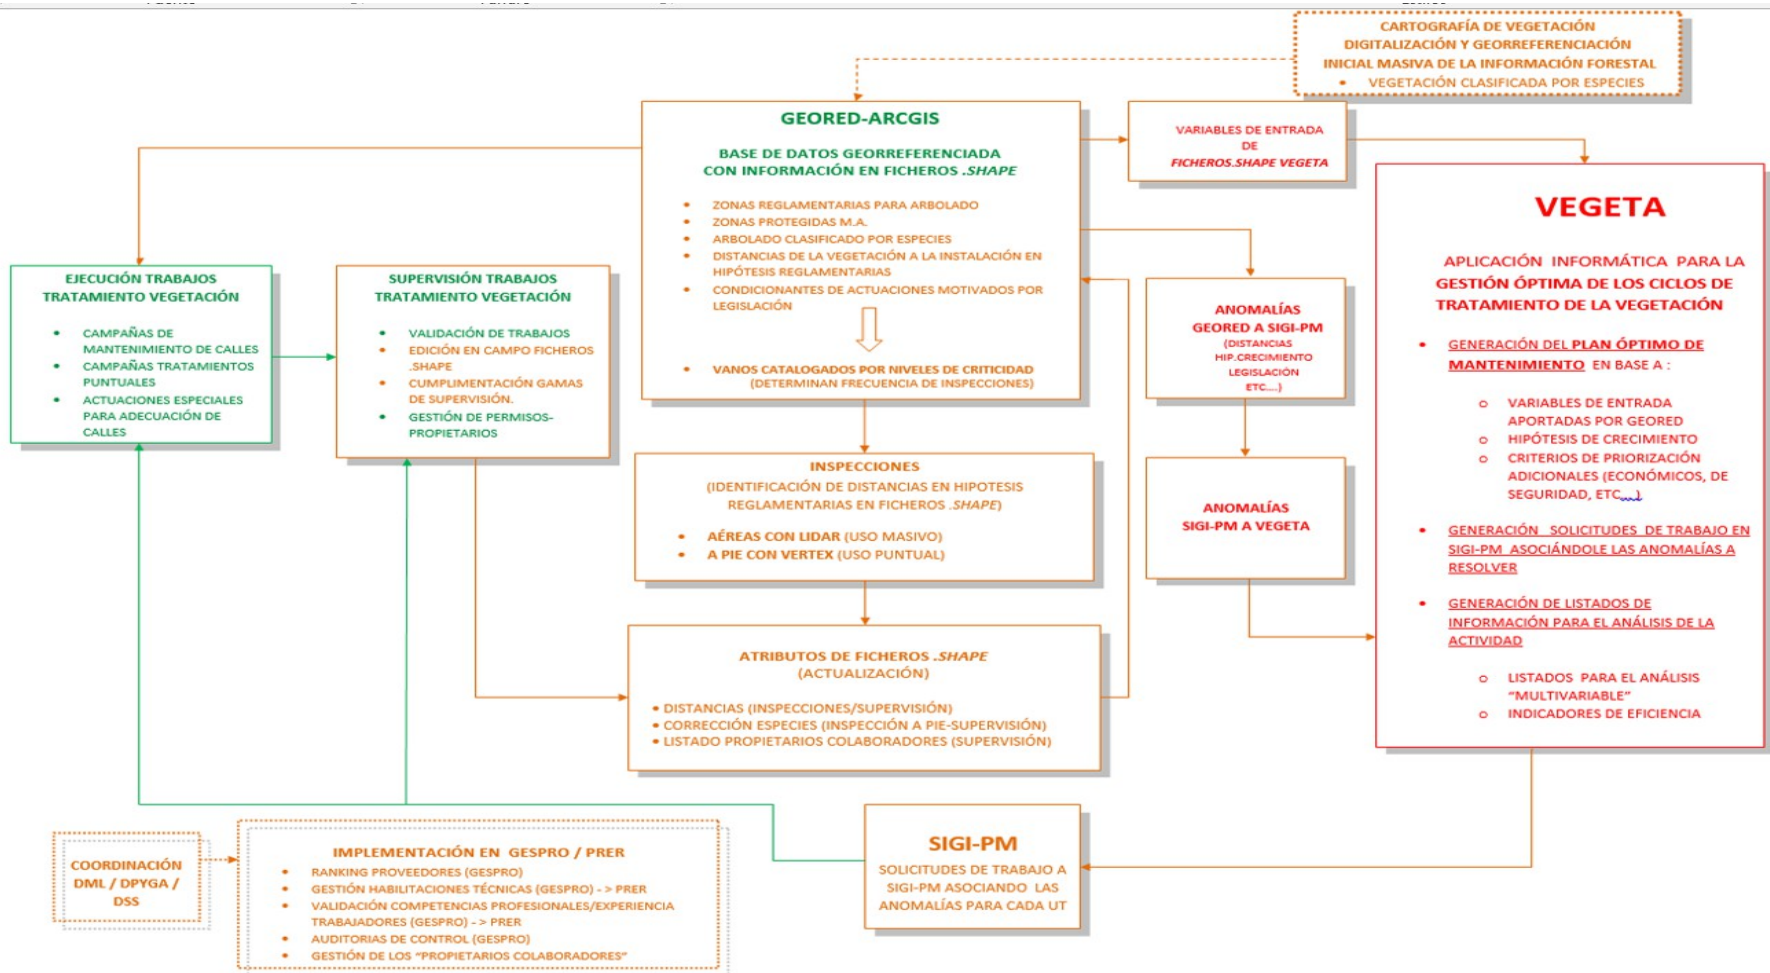 CARTOGRAFÍA DE VEGETACIÓN
DIGITALIZACIÓN Y GEORREFERENCIACIÓN
INICIAL MASIVA DE LA INFORMACIÓN FORESTAL
• VEGETACIÓN CLASIFICADA POR ESPECIES
GEORED-ARCGIS
BASE DE DATOS GEORREFERENCIADA
CON INFORMACIÓN EN FICHEROS .SHAPE
• ZONAS REGLAMENTARIAS PARA ARBOLADO
• ZONAS PROTEGIDAS M.A.
• ARBOLADO CLASIFICADO POR ESPECIES
• DISTANCIAS DE LA VEGETACIÓN A LA INSTALACIÓN EN
HIPÓTESIS REGLAMENTARIAS
• CONDICIONANTES DE ACTUACIONES MOTIVADOS POR
LEGISLACIÓN
• VANOS CATALOGADOS POR NIVELES DE CRITICIDAD
(DETERMINAN FRECUENCIA DE INSPECCIONES)
VARIABLES DE ENTRADA
DE
FICHEROS.SHAPE VEGETA
VEGETA
APLICACIÓN INFORMÁTICA PARA LA
GESTIÓN ÓPTIMA DE LOS CICLOS DE
TRATAMIENTO DE LA VEGETACIÓN
• GENERACIÓN DEL PLAN ÓPTIMO DE
MANTENIMIENTO EN BASE A :
o VARIABLES DE ENTRADA
APORTADAS POR GEORED
o HIPÓTESIS DE CRECIMIENTO
o CRITERIOS DE PRIORIZACIÓN
ADICIONALES (ECONÓMICOS, DE
SEGURIDAD, ETC....)
• GENERACIÓN SOLICITUDES DE TRABAJO EN
SIGI-PM ASOCIÁNDOLE LAS ANOMALÍAS A
RESOLVER
• GENERACIÓN DE LISTADOS DE
INFORMACIÓN PARA EL ANÁLISIS DE LA
ACTIVIDAD
o LISTADOS PARA EL ANÁLISIS
“MULTIVARIABLE”
o INDICADORES DE EFICIENCIA
EJECUCIÓN TRABAJOS
TRATAMIENTO VEGETACIÓN
• CAMPAÑAS DE
MANTENIMIENTO DE CALLES
• CAMPAÑAS TRATAMIENTOS
PUNTUALES
• ACTUACIONES ESPECIALES
PARA ADECUACIÓN DE
CALLES
SUPERVISIÓN TRABAJOS
TRATAMIENTO VEGETACIÓN
• VALIDACIÓN DE TRABAJOS
• EDICIÓN EN CAMPO FICHEROS
.SHAPE
• CUMPLIMENTACIÓN GAMAS
DE SUPERVISIÓN.
• GESTIÓN DE PERMISOS-
PROPIETARIOS
ANOMALÍAS
GEORED A SIGI-PM
(DISTANCIAS
HIP.CRECIMIENTO
LEGISLACIÓN
ETC....)
ANOMALÍAS
SIGI-PM A VEGETA
INSPECCIONES
(IDENTIFICACIÓN DE DISTANCIAS EN HIPOTESIS
REGLAMENTARIAS EN FICHEROS .SHAPE)
• AÉREAS CON LIDAR (USO MASIVO)
• A PIE CON VERTEX (USO PUNTUAL)
ATRIBUTOS DE FICHEROS .SHAPE
(ACTUALIZACIÓN)
• DISTANCIAS (INSPECCIONES/SUPERVISIÓN)
• CORRECCIÓN ESPECIES (INSPECCIÓN A PIE-SUPERVISIÓN)
• LISTADO PROPIETARIOS COLABORADORES (SUPERVISIÓN)
SIGI-PM
SOLICITUDES DE TRABAJO A
SIGI-PM ASOCIANDO LAS
ANOMALÍAS PARA CADA UT
COORDINACIÓN
DML / DPYGA /
DSS
IMPLEMENTACIÓN EN GESPRO / PRER
• RANKING PROVEEDORES (GESPRO)
• GESTIÓN HABILITACIONES TÉCNICAS (GESPRO) - > PRER
• VALIDACIÓN COMPETENCIAS PROFESIONALES/EXPERIENCIA
TRABAJADORES (GESPRO) - > PRER
• AUDITORIAS DE CONTROL (GESPRO)
• GESTIÓN DE LOS “PROPIETARIOS COLABORADORES”